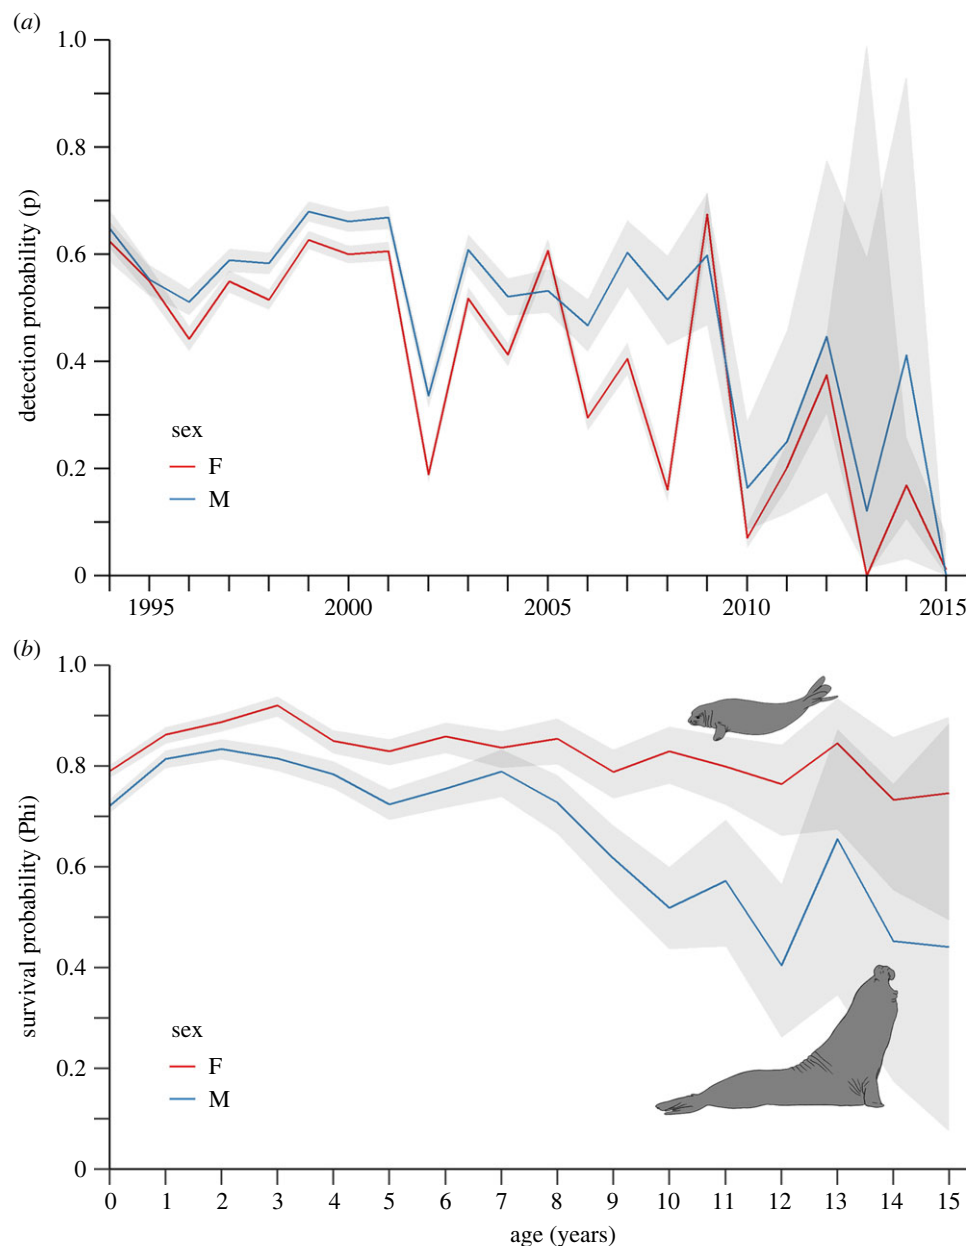 (a)
1.0
0.8
0.6
0.4
0.2
0
detection probability (p)
sex
F
M
1995 2000 2005 2010 2015
(b)
1.0
0.8
0.6
0.4
0.2
0
survival probability (Phi)
sex
F
M
0 1 2 3 4 5 6 7 8 9 10 11 12 13 14 15
age (years)